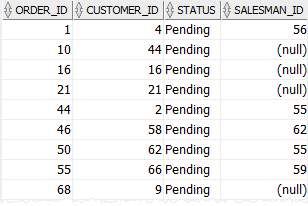 ORDER_ID CUSTOMER_ID STATUS SALESMAN_ID
1 4 Pending 56
10 44 Pending (null)
16 16 Pending (null)
21 21 Pending (null)
44 2 Pending 55
46 58 Pending 62
50 62 Pending 55
55 66 Pending 59
68 9 Pending (null)